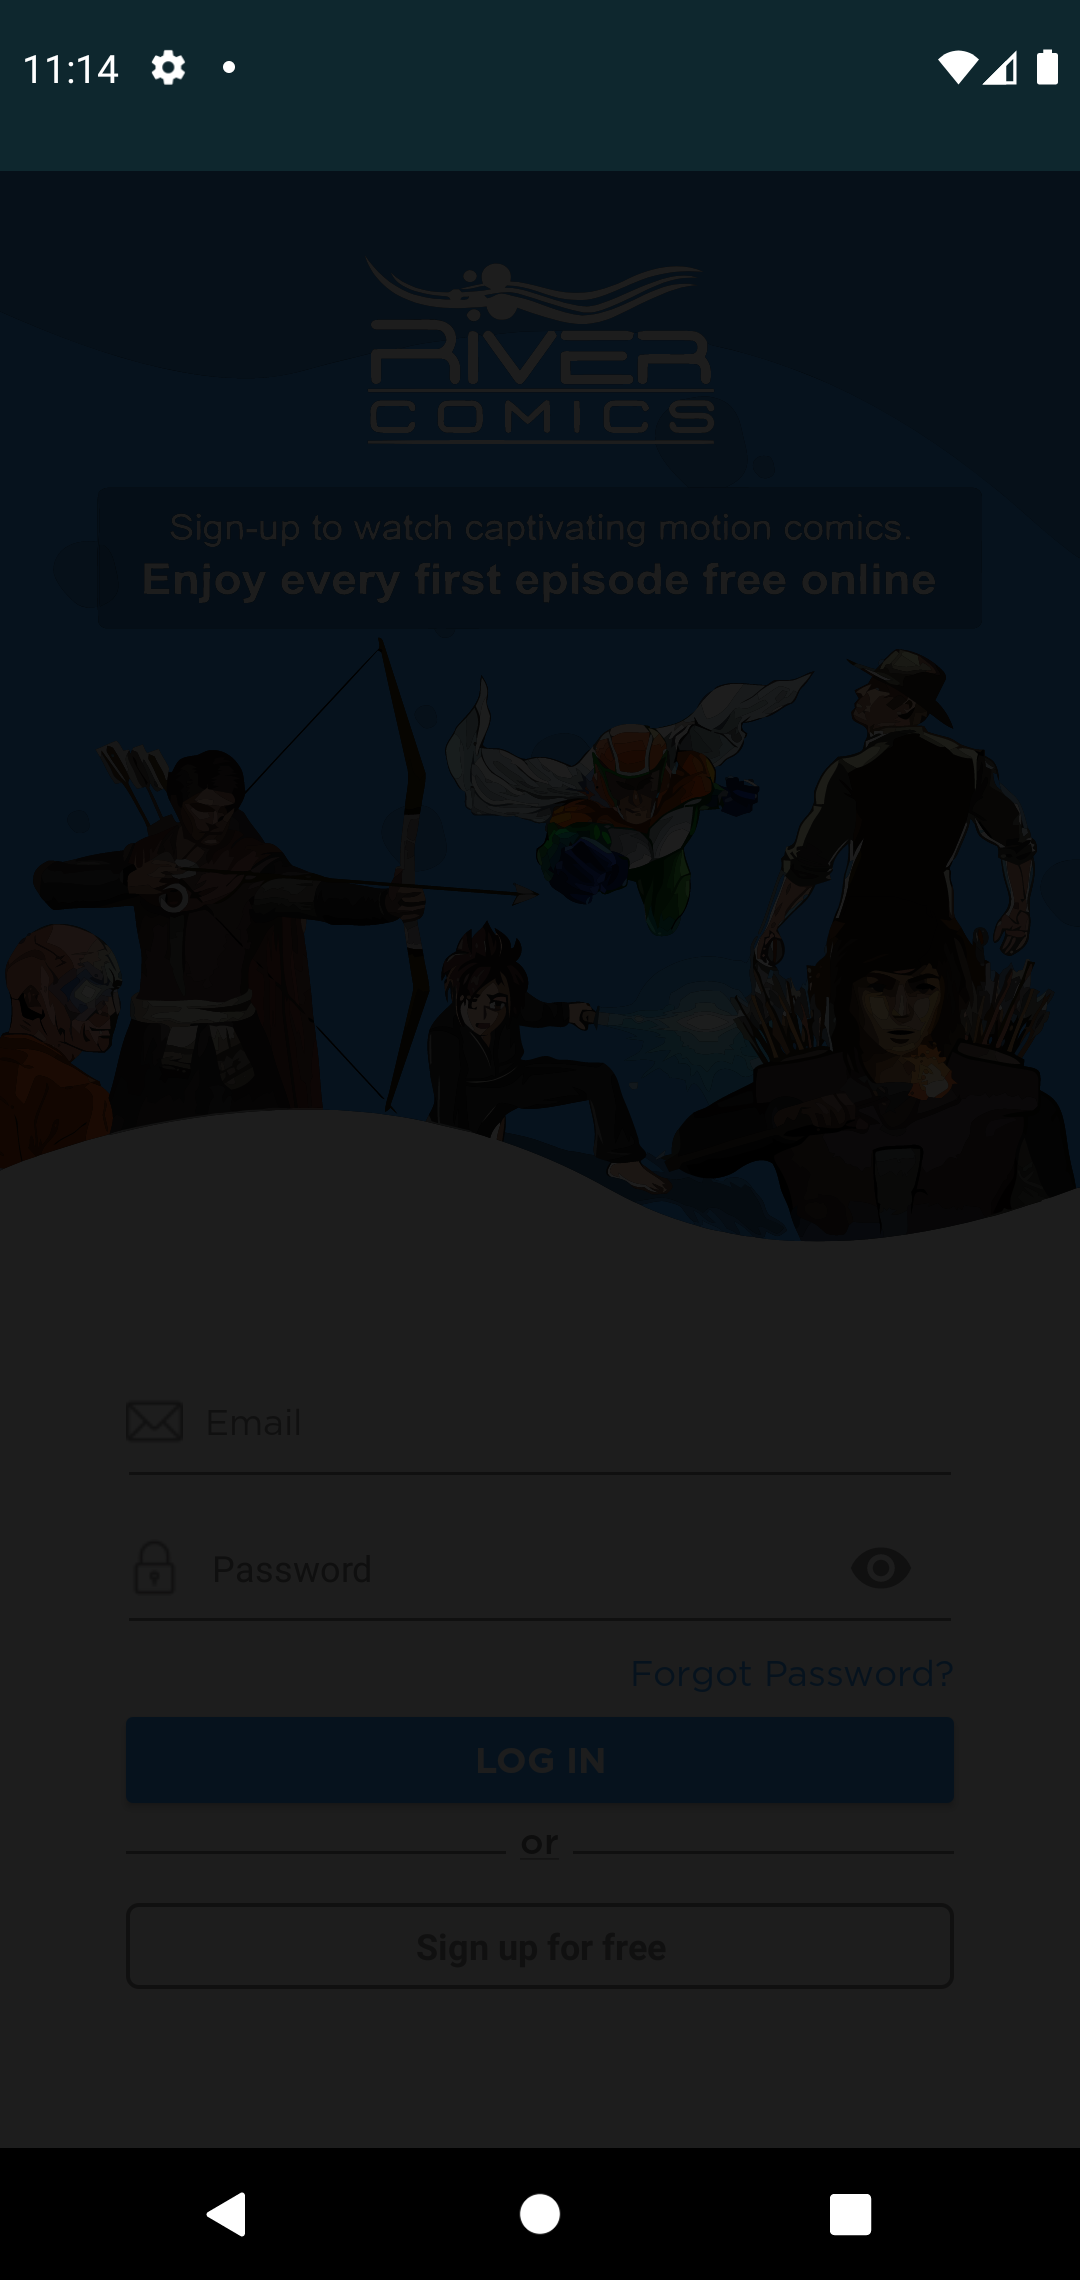 11:14
RiVER
COMICS
Sign-up to watch captivating motion comics.
Enjoy every first episode free online
Email
Password
Forgot Password?
LOG IN
or
Sign up for free